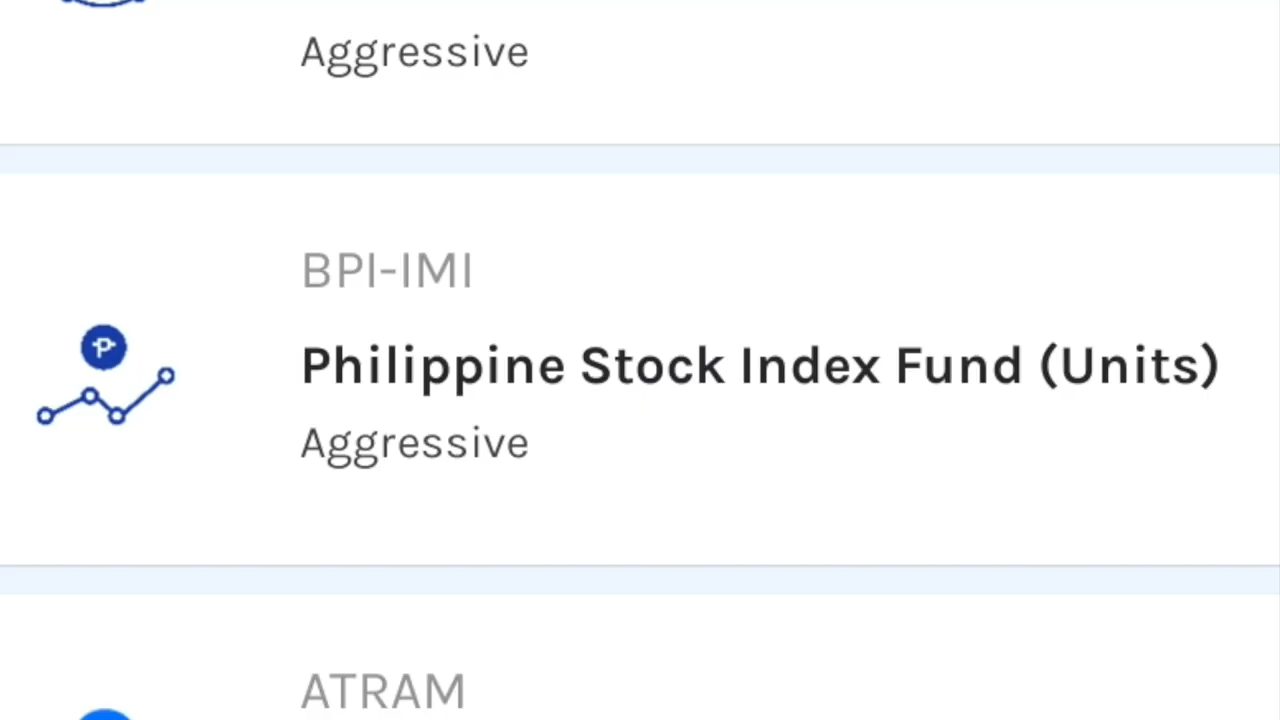 Aggressive
BPI-IMI
Philippine Stock Index Fund (Units)
Aggressive
ATRAM